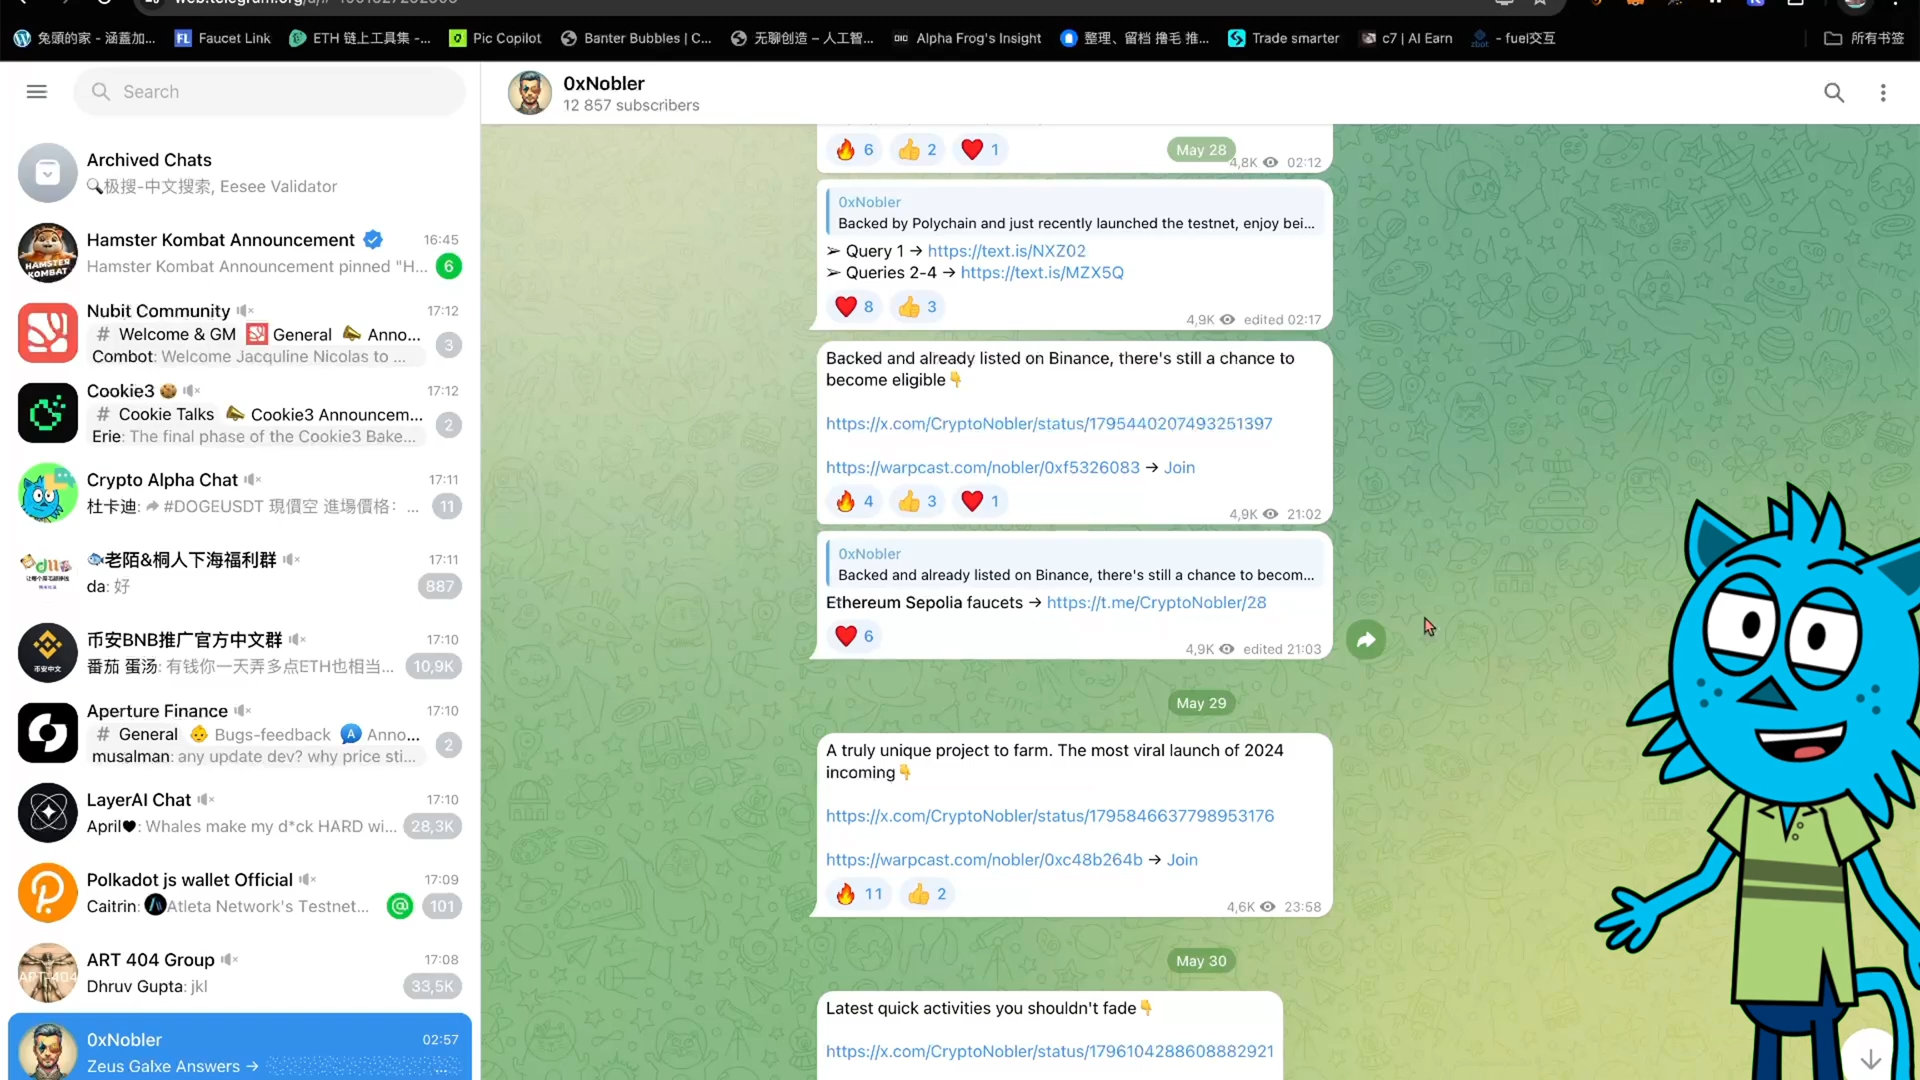 兔頭的家 - 涵蓋加...
FL Faucet Link
ETH 链上工具集 -...
Pic Copilot
Banter Bubbles | C...
无聊创造 – 人工智...
Alpha Frog's Insight
整理、留档 撸毛 推...
Trade smarter
c7 | AI Earn
- fuel交互
所有书签
Search
Archived Chats
极搜-中文搜索, Eesee Validator
HAMSTER KOMBAT
Hamster Kombat Announcement 16:45
Hamster Kombat Announcement pinned "H... 6
Nubit Community 17:12
# Welcome & GM General Anno...
Combot: Welcome Jacquline Nicolas to ... 3
Cookie3 17:12
# Cookie Talks Cookie3 Announcem...
Erie: The final phase of the Cookie3 Bake... 2
Crypto Alpha Chat 17:11
杜卡迪: #DOGEUSDT 現價空 進場價格: ... 11
老陌&桐人下海福利群 17:11
da: 好 887
币安中文
币安BNB推广官方中文群 17:10
番茄 蛋汤: 有钱你一天弄多点ETH也相当... 10,9K
Aperture Finance 17:10
# General Bugs-feedback A Anno...
musalman: any update dev? why price sti... 2
LayerAI Chat 17:10
April♥: Whales make my d*ck HARD wi... 28,3K
Polkadot js wallet Official 17:09
Caitrin: Atleta Network's Testnet... @ 101
ART 404
ART 404 Group 17:08
Dhruv Gupta: jkl 33,5K
0xNobler 02:57
Zeus Galxe Answers → ...
0xNobler
12 857 subscribers
6 2 1 4,8K 02:12
May 28
0xNobler
Backed by Polychain and just recently launched the testnet, enjoy bei...
➢ Query 1 → https://text.is/NXZ02
➢ Queries 2-4 → https://text.is/MZX5Q
8 3
4,9K edited 02:17
Backed and already listed on Binance, there's still a chance to
become eligible
https://x.com/CryptoNobler/status/1795440207493251397
https://warpcast.com/nobler/0xf5326083 → Join
4 3 1
4,9K 21:02
0xNobler
Backed and already listed on Binance, there's still a chance to becom...
Ethereum Sepolia faucets → https://t.me/CryptoNobler/28
6
4,9K edited 21:03
May 29
A truly unique project to farm. The most viral launch of 2024
incoming
https://x.com/CryptoNobler/status/1795846637798953176
https://warpcast.com/nobler/0xc48b264b → Join
11 2
4,6K 23:58
May 30
Latest quick activities you shouldn't fade
https://x.com/CryptoNobler/status/1796104288608882921